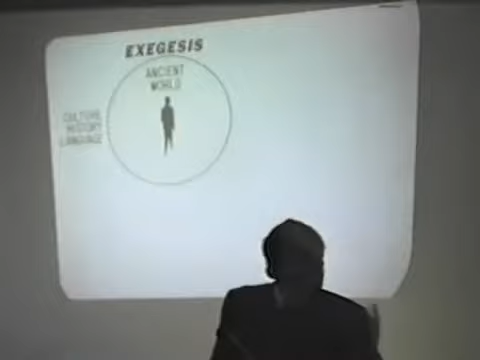 EXEGESIS
ANCIENT
WORLD
CULTURE
HISTORY
LANGUAGE